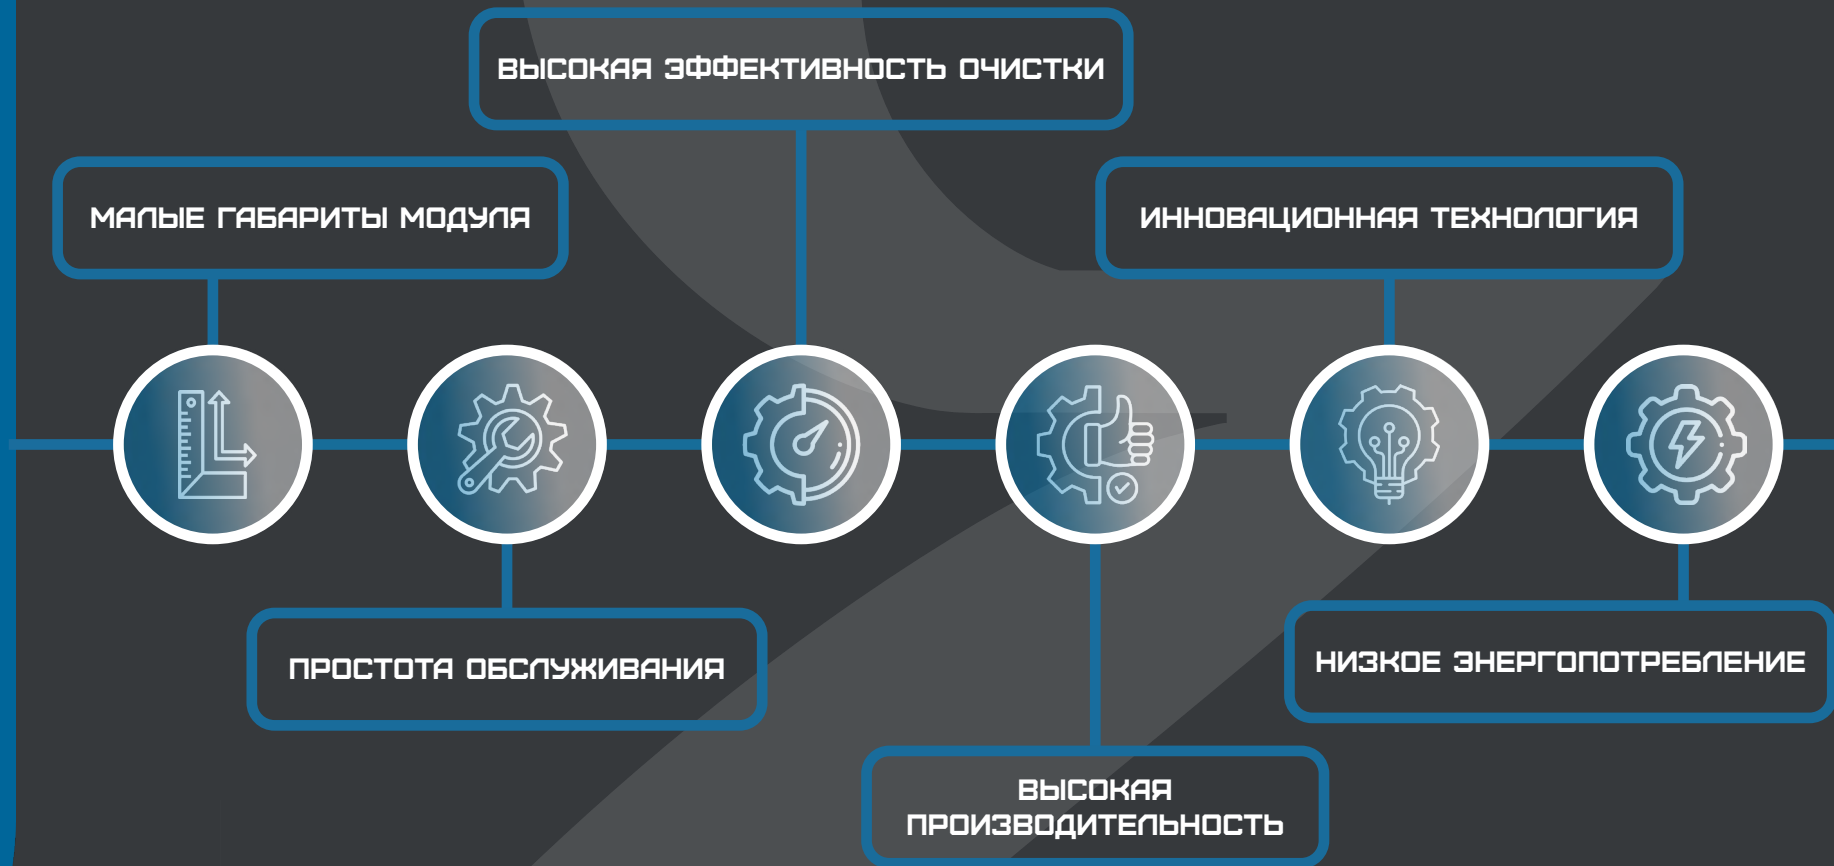 ВЫСОКАЯ ЭФФЕКТИВНОСТЬ ОЧИСТКИ
МАЛЫЕ ГАБАРИТЫ МОДУЛЯ
ИННОВАЦИОННАЯ ТЕХНОЛОГИЯ
ПРОСТОТА ОБСЛУЖИВАНИЯ
НИЗКОЕ ЭНЕРГОПОТРЕБЛЕНИЕ
ВЫСОКАЯ
ПРОИЗВОДИТЕЛЬНОСТЬ